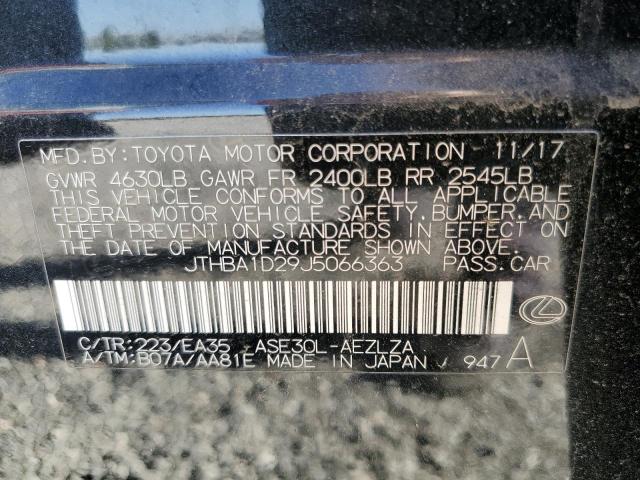 MFD.BY:TOYOTA MOTOR CORPORATION 11/17
GVWR 4630LB GAWR FR 2400LB RR 2545LB
THIS VEHICLE CONFORMS TO ALL APPLICABLE
FEDERAL MOTOR VEHICLE SAFETY,BUMPER,AND
THEFT PREVENTION STANDARDS IN EFFECT ON
THE DATE OF MANUFACTURE SHOWN ABOVE.
JTHBA1D29J5066363 PASS.CAR
C/TR:223/EA35 ASE30L-AEZLZA
A/TM:B07A/AA81E MADE IN JAPAN 947 A